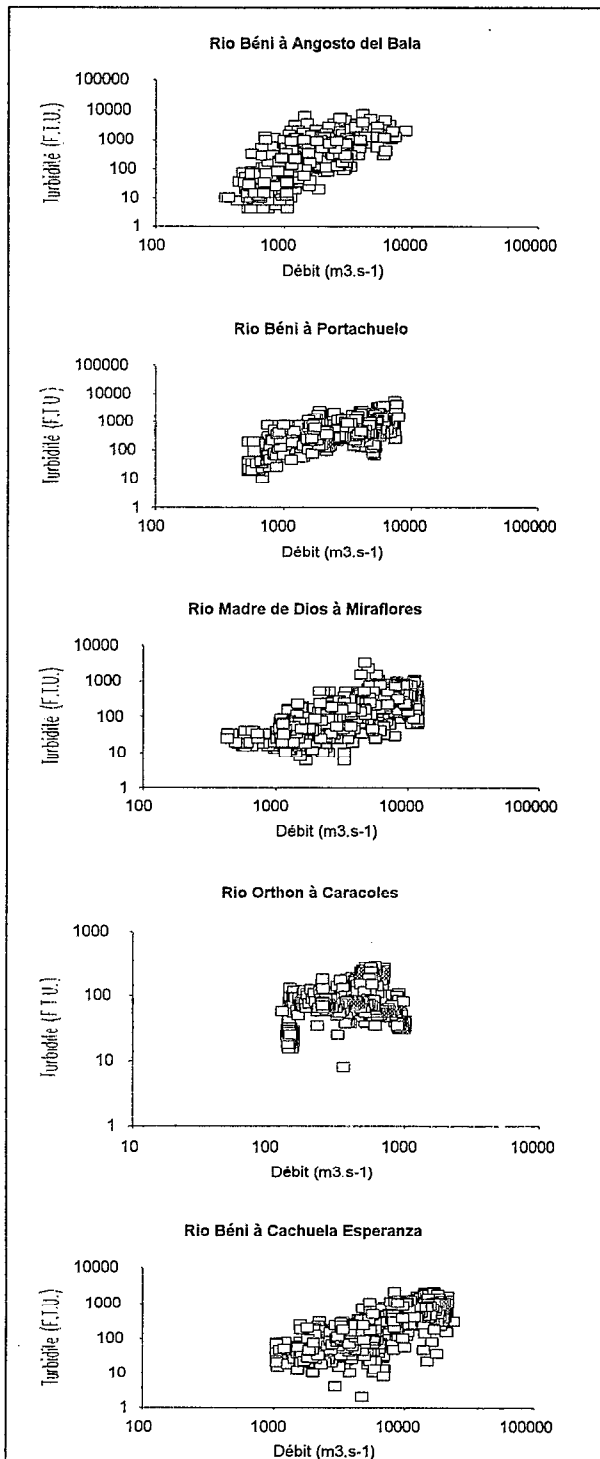 Rio Béni à Angosto del Bala
100000
10000
1000
100
10
1
Turbidité (F.T.U.)
100 1000 10000 100000
Débit (m3.s-1)
Rio Béni à Portachuelo
100000
10000
1000
100
10
1
Turbidité (F.T.U)
100 1000 10000 100000
Débit (m3.s-1)
Rio Madre de Dios à Miraflores
10000
1000
100
10
1
Turbidité (F.T.U.)
100 1000 10000 100000
Débit (m3.s-1)
Rio Orthon à Caracoles
1000
100
10
1
Turbidité (F.T.U.)
10 100 1000 10000
Débit (m3.s-1)
Rio Béni à Cachuela Esperanza
10000
1000
100
10
1
Turbidité (F.T.U.)
100 1000 10000 100000
Débit (m3.s-1)